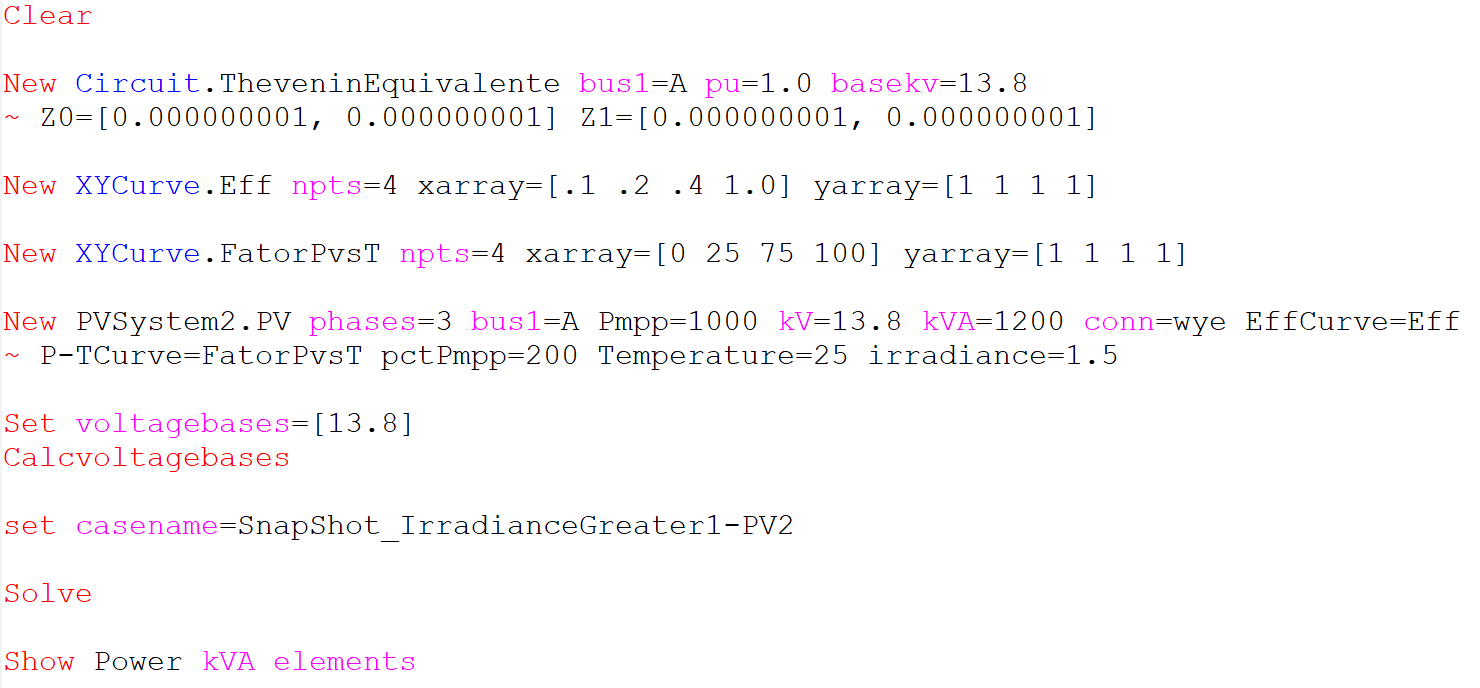 Clear
New Circuit.TheveninEquivalente bus1=A pu=1.0 basekv=13.8
~ Z0=[0.000000001, 0.000000001] Z1=[0.000000001, 0.000000001]
New XYCurve.Eff npts=4 xarray=[.1 .2 .4 1.0] yarray=[1 1 1 1]
New XYCurve.FatorPvsT npts=4 xarray=[0 25 75 100] yarray=[1 1 1 1]
New PVSystem2.PV phases=3 bus1=A Pmpp=1000 kV=13.8 kVA=1200 conn=wye EffCurve=Eff
~ P-TCurve=FatorPvsT pctPmpp=200 Temperature=25 irradiance=1.5
Set voltagebases=[13.8]
Calcvoltagebases
set casename=SnapShot_IrradianceGreater1-PV2
Solve
Show Power kVA elements